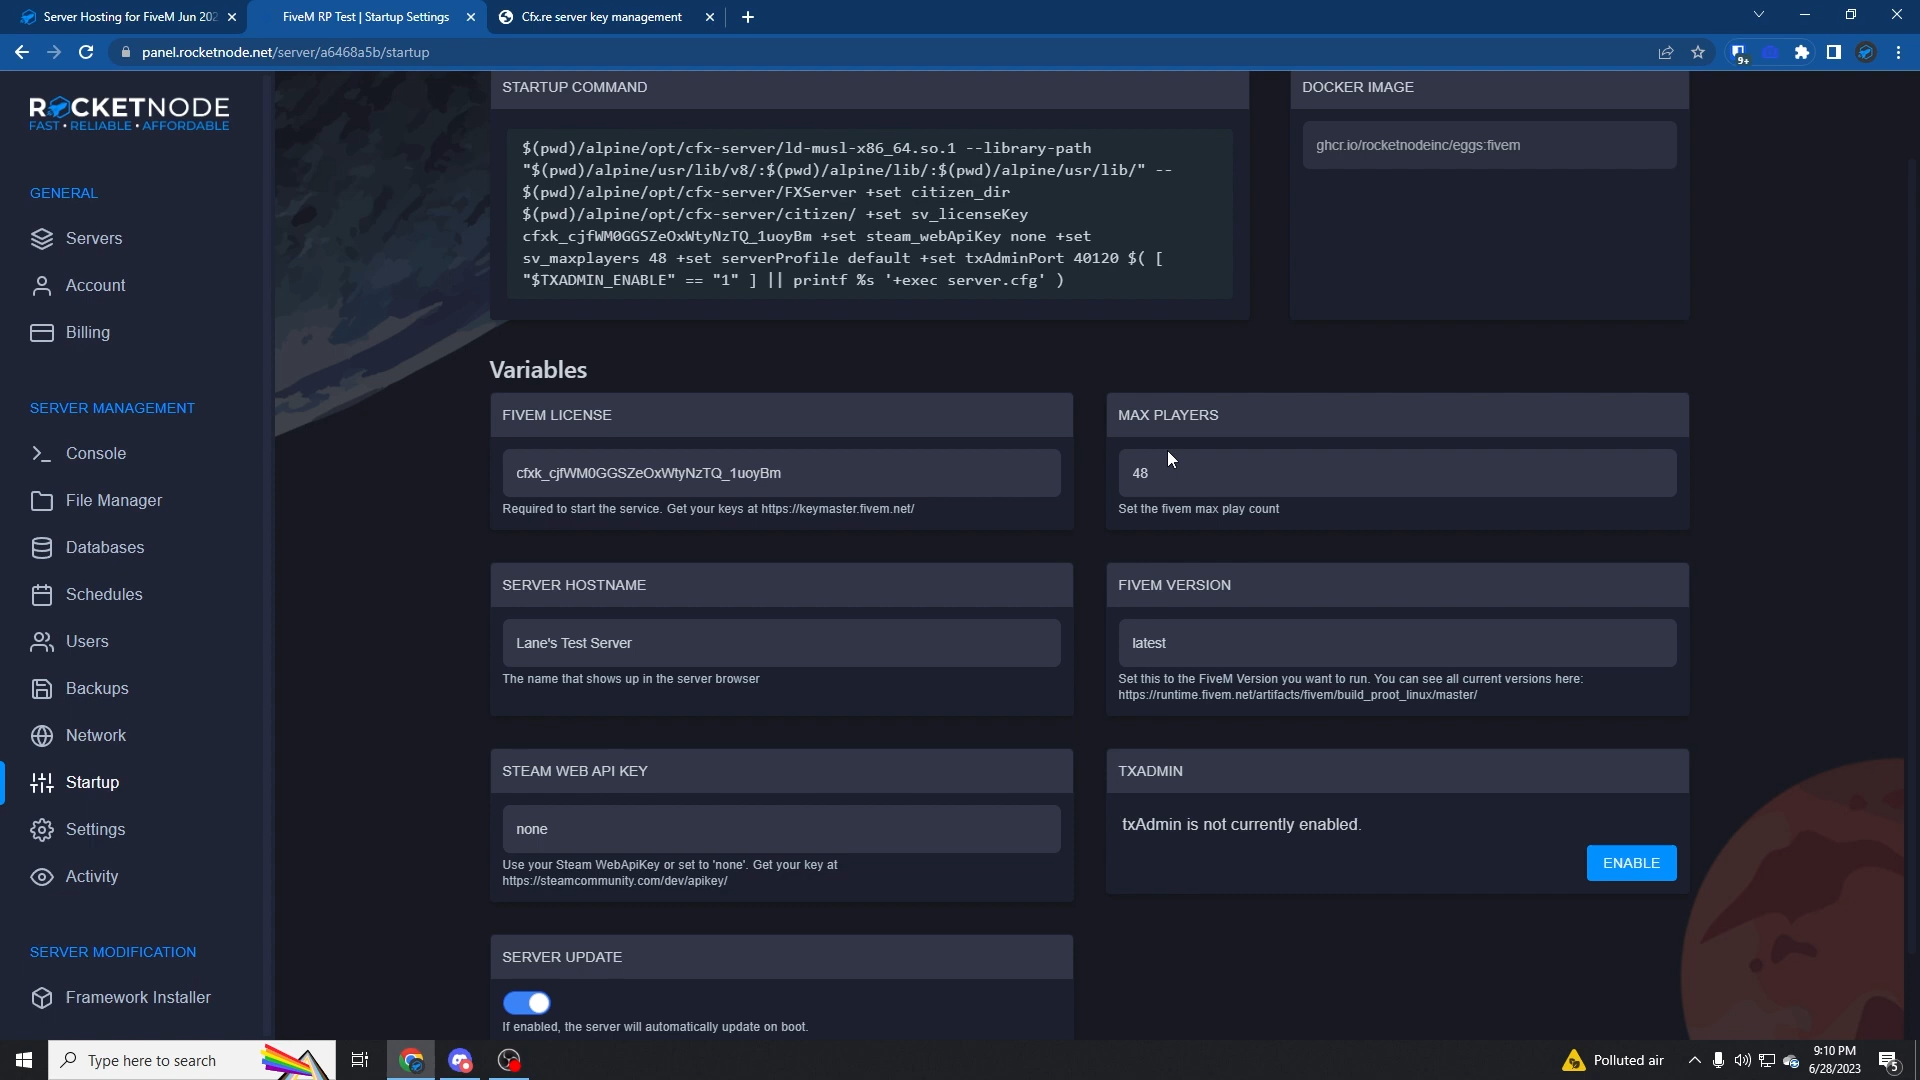 Server Hosting for FiveM Jun 202
FiveM RP Test | Startup Settings
Cfx.re server key management
panel.rocketnode.net/server/a6468a5b/startup
9+
ROCKETNODE
FAST • RELIABLE • AFFORDABLE
GENERAL
Servers
Account
Billing
SERVER MANAGEMENT
Console
File Manager
Databases
Schedules
Users
Backups
Network
Startup
Settings
Activity
SERVER MODIFICATION
Framework Installer
STARTUP COMMAND
$(pwd)/alpine/opt/cfx-server/ld-musl-x86_64.so.1 --library-path
"$(pwd)/alpine/usr/lib/v8/:$(pwd)/alpine/lib/:$(pwd)/alpine/usr/lib/" --
$(pwd)/alpine/opt/cfx-server/FXServer +set citizen_dir
$(pwd)/alpine/opt/cfx-server/citizen/ +set sv_licenseKey
cfxk_cjfWM0GGSZeOxWtyNzTQ_1uoyBm +set steam_webApiKey none +set
sv_maxplayers 48 +set serverProfile default +set txAdminPort 40120 $( [
"$TXADMIN_ENABLE" == "1" ] || printf %s '+exec server.cfg' )
DOCKER IMAGE
ghcr.io/rocketnodeinc/eggs:fivem
Variables
FIVEM LICENSE
cfxk_cjfWM0GGSZeOxWtyNzTQ_1uoyBm
Required to start the service. Get your keys at https://keymaster.fivem.net/
MAX PLAYERS
48
Set the fivem max play count
SERVER HOSTNAME
Lane's Test Server
The name that shows up in the server browser
FIVEM VERSION
latest
Set this to the FiveM Version you want to run. You can see all current versions here:
https://runtime.fivem.net/artifacts/fivem/build_proot_linux/master/
STEAM WEB API KEY
none
Use your Steam WebApiKey or set to 'none'. Get your key at
https://steamcommunity.com/dev/apikey/
TXADMIN
txAdmin is not currently enabled.
ENABLE
SERVER UPDATE
If enabled, the server will automatically update on boot.
Type here to search
Polluted air
9:10 PM
6/28/2023
5